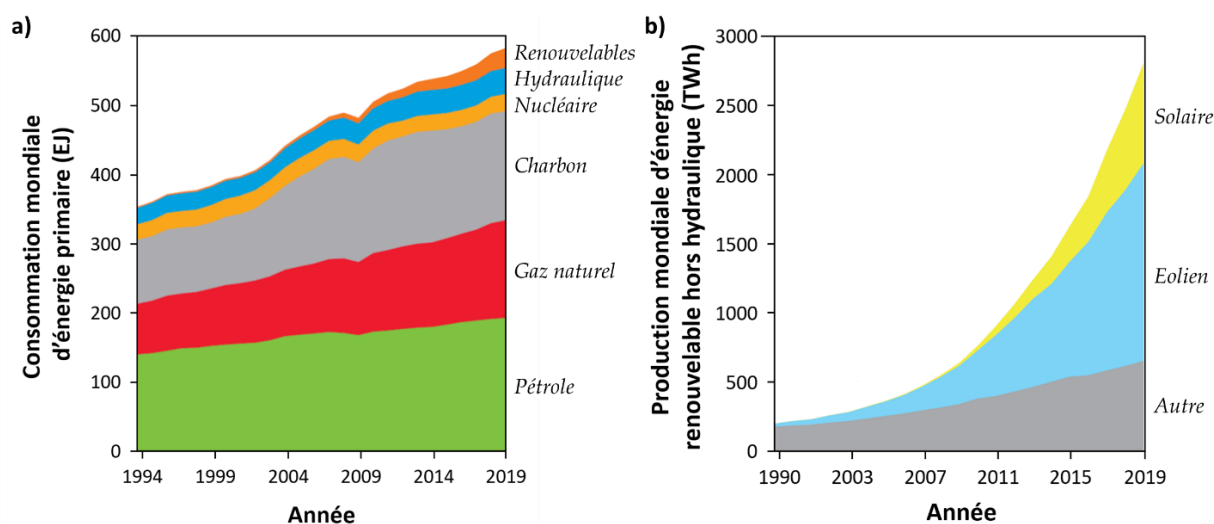 a)
Consommation mondiale
d’énergie primaire (EJ)
600
500
400
300
200
100
0
1994
1999
2004
2009
2014
2019
Année
Renouvelables
Hydraulique
Nucléaire
Charbon
Gaz naturel
Pétrole
b)
Production mondiale d’énergie
renouvelable hors hydraulique (TWh)
3000
2500
2000
1500
1000
500
0
1990
2003
2007
2011
2015
2019
Année
Solaire
Eolien
Autre